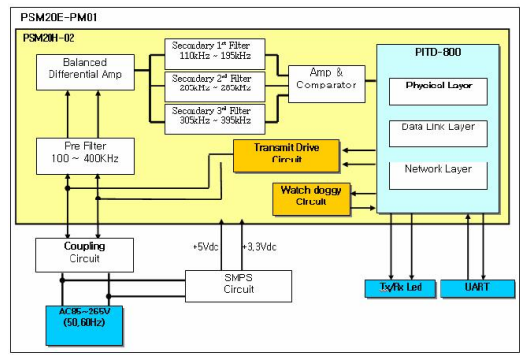 PSM20E-PM01
PSM20H-02
Balanced
Differential Amp
Secondary 1st Filter
110kHz ~ 195kHz
Secondary 2nd Filter
205kHz ~ 285kHz
Secondary 3rd Filter
305kHz ~ 395kHz
Amp &
Comparator
PITD-800
Physical Layer
Data Link Layer
Network Layer
Pre Filter
100 ~ 400KHz
Transmit Drive
Circuit
Watch doggy
Circuit
Coupling
Circuit
+5Vdc
+3,3Vdc
SMPS
Circuit
AC85~265V
(50,60Hz)
Tx/Rx Led
UART